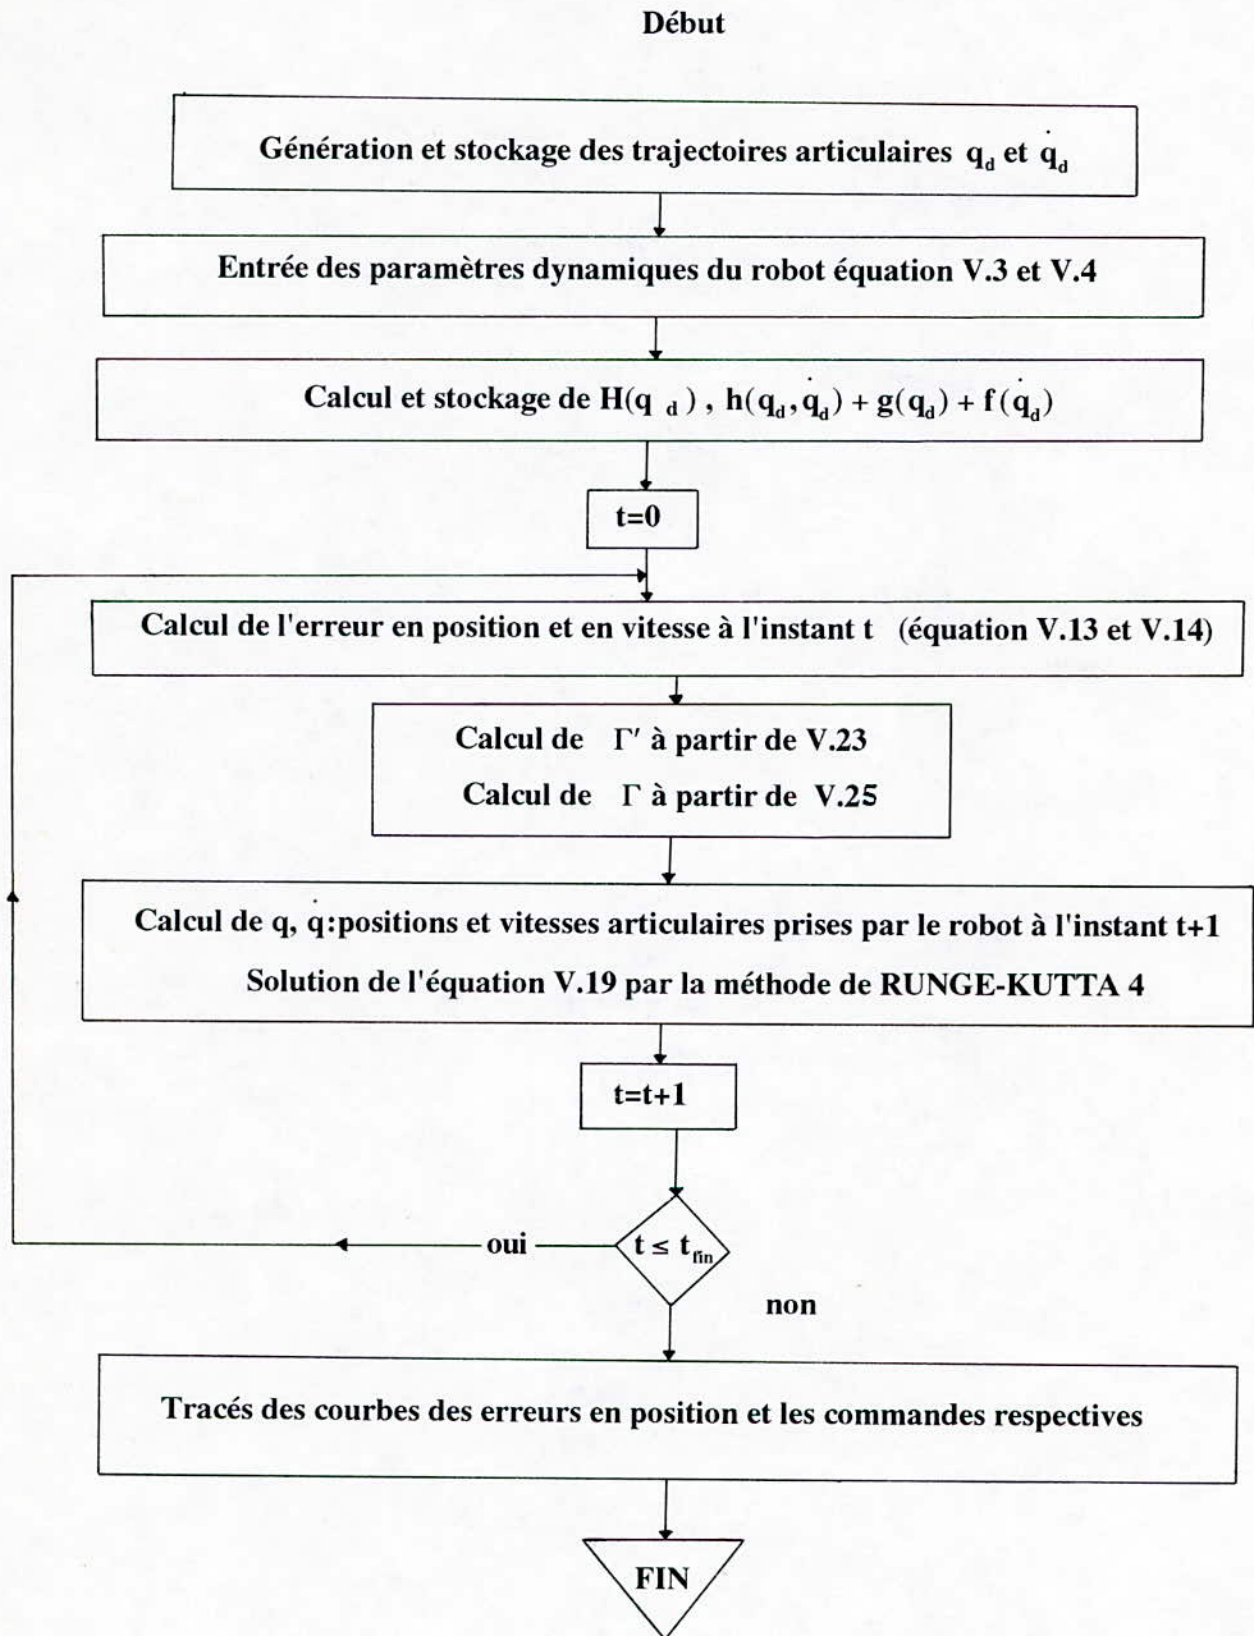 Début
Génération et stockage des trajectoires articulaires q_d et q̇_d
Entrée des paramètres dynamiques du robot équation V.3 et V.4
Calcul et stockage de H(q_d) , h(q_d,q̇_d) + g(q_d) + f(q̇_d)
t=0
Calcul de l'erreur en position et en vitesse à l'instant t (équation V.13 et V.14)
Calcul de Γ' à partir de V.23
Calcul de Γ à partir de V.25
Calcul de q, q̇:positions et vitesses articulaires prises par le robot à l'instant t+1
Solution de l'équation V.19 par la méthode de RUNGE-KUTTA 4
t=t+1
oui
t ≤ t_fin
non
Tracés des courbes des erreurs en position et les commandes respectives
FIN